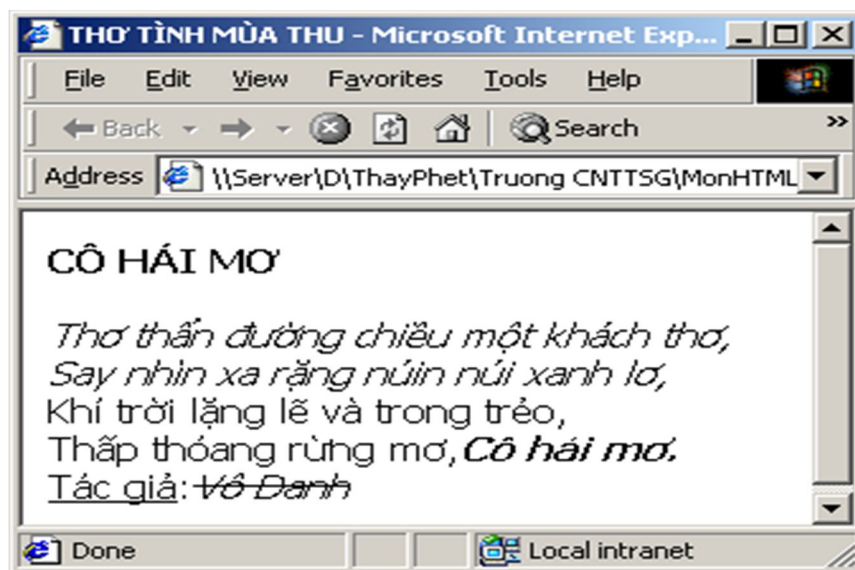 THƠ TÌNH MÙA THU - Microsoft Internet Exp...
File Edit View Favorites Tools Help
Back Search »
Address \\Server\D\ThayPhet\Truong CNTTSG\MonHTML
CÔ HÁI MƠ
Thơ thẩn đường chiều một khách thơ,
Say nhìn xa rặng núin núi xanh lơ,
Khí trời lặng lẽ và trong trẻo,
Thấp thóang rừng mơ, Cô hái mơ.
Tác giả: Vô Danh
Done Local intranet